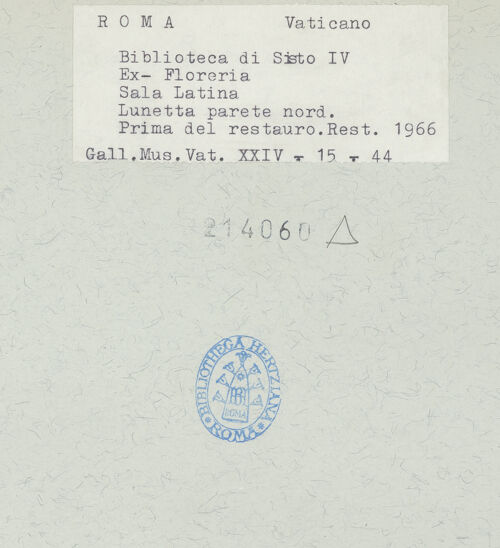 R O M A Vaticano
Biblioteca di Sisto IV
Ex- Floreria
Sala Latina
Lunetta parete nord.
Prima del restauro.Rest. 1966
Gall.Mus.Vat. XXIV - 15 - 44
214060 △
BIBLIOTHECA HERTZIANA
ROMA
ROMA